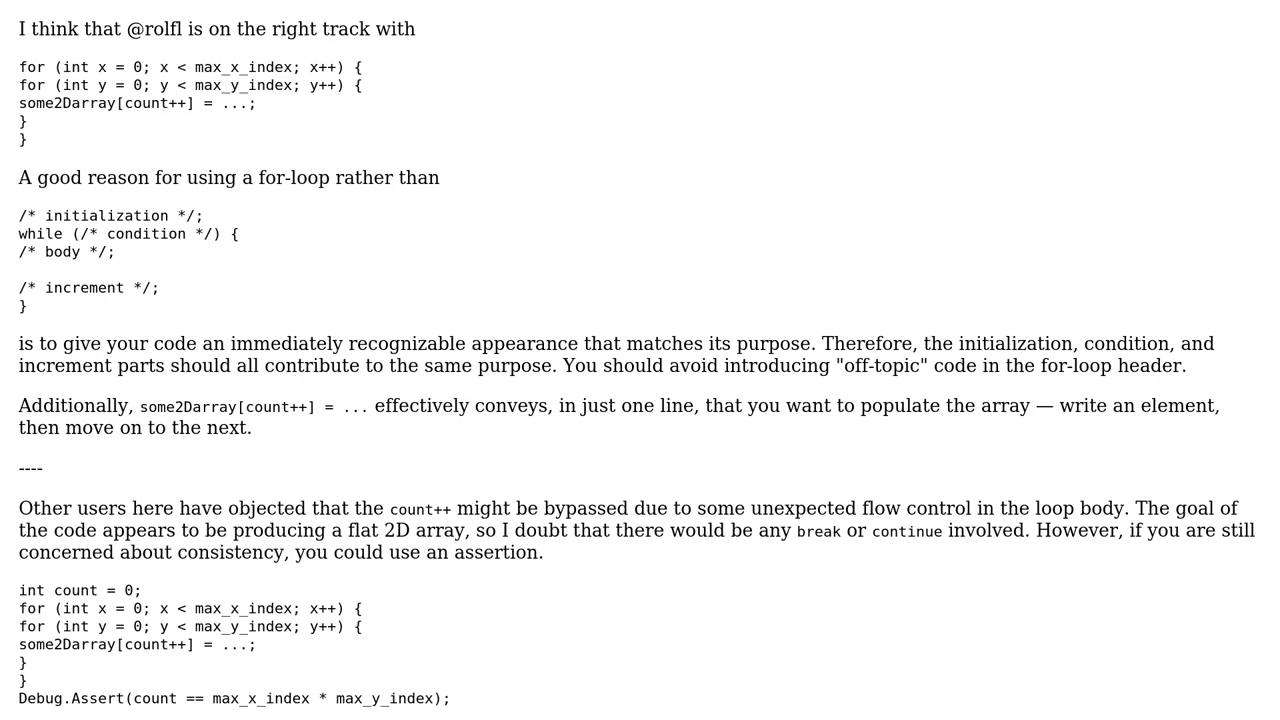 I think that @rolfl is on the right track with
for (int x = 0; x < max_x_index; x++) {
for (int y = 0; y < max_y_index; y++) {
some2Darray[count++] = ...;
}
}
A good reason for using a for-loop rather than
/* initialization */;
while (/* condition */) {
/* body */;
/* increment */;
}
is to give your code an immediately recognizable appearance that matches its purpose. Therefore, the initialization, condition, and
increment parts should all contribute to the same purpose. You should avoid introducing "off-topic" code in the for-loop header.
Additionally, some2Darray[count++] = ... effectively conveys, in just one line, that you want to populate the array — write an element,
then move on to the next.
----
Other users here have objected that the count++ might be bypassed due to some unexpected flow control in the loop body. The goal of
the code appears to be producing a flat 2D array, so I doubt that there would be any break or continue involved. However, if you are still
concerned about consistency, you could use an assertion.
int count = 0;
for (int x = 0; x < max_x_index; x++) {
for (int y = 0; y < max_y_index; y++) {
some2Darray[count++] = ...;
}
}
Debug.Assert(count == max_x_index * max_y_index);